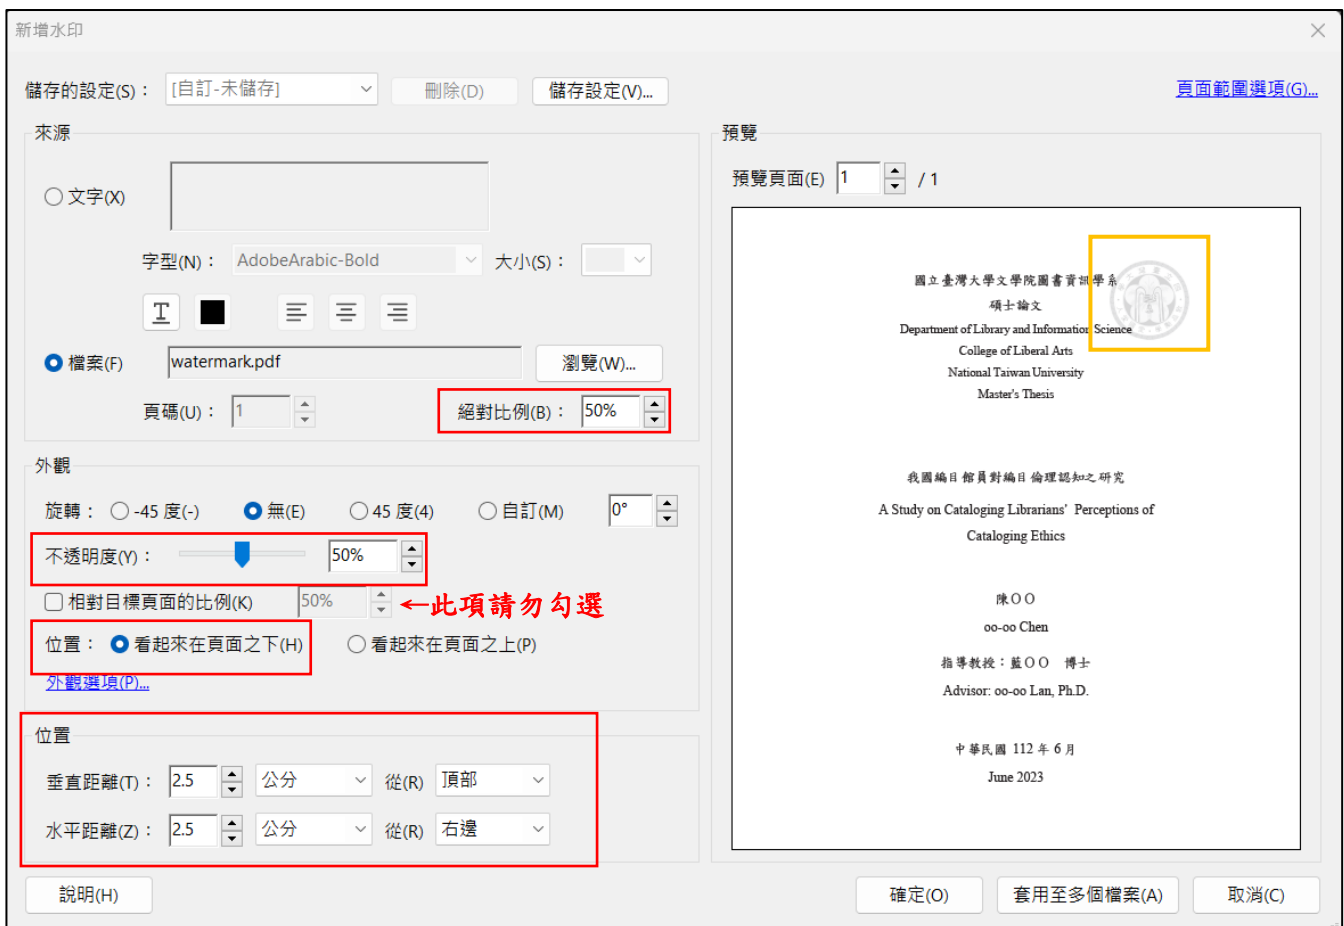 新增水印
儲存的設定(S)： [自訂-未儲存] 刪除(D) 儲存設定(V)... 頁面範圍選項(G)...
來源
文字(X)
字型(N)： AdobeArabic-Bold 大小(S)：
T
檔案(F) watermark.pdf 瀏覽(W)...
頁碼(U)： 1 絕對比例(B)： 50%
外觀
旋轉： -45 度(-) 無(E) 45 度(4) 自訂(M) 0°
不透明度(Y)： 50%
相對目標頁面的比例(K) 50% ←此項請勿勾選
位置： 看起來在頁面之下(H) 看起來在頁面之上(P)
外觀選項(P)...
位置
垂直距離(T)： 2.5 公分 從(R) 頂部
水平距離(Z)： 2.5 公分 從(R) 右邊
預覽
預覽頁面(E) 1 / 1
國立臺灣大學文學院圖書資訊學系
碩士論文
Department of Library and Information Science
College of Liberal Arts
National Taiwan University
Master's Thesis
我國編目館員對編目倫理認知之研究
A Study on Cataloging Librarians' Perceptions of
Cataloging Ethics
陳OO
oo-oo Chen
指導教授：藍OO 博士
Advisor: oo-oo Lan, Ph.D.
中華民國 112 年 6 月
June 2023
說明(H) 確定(O) 套用至多個檔案(A) 取消(C)